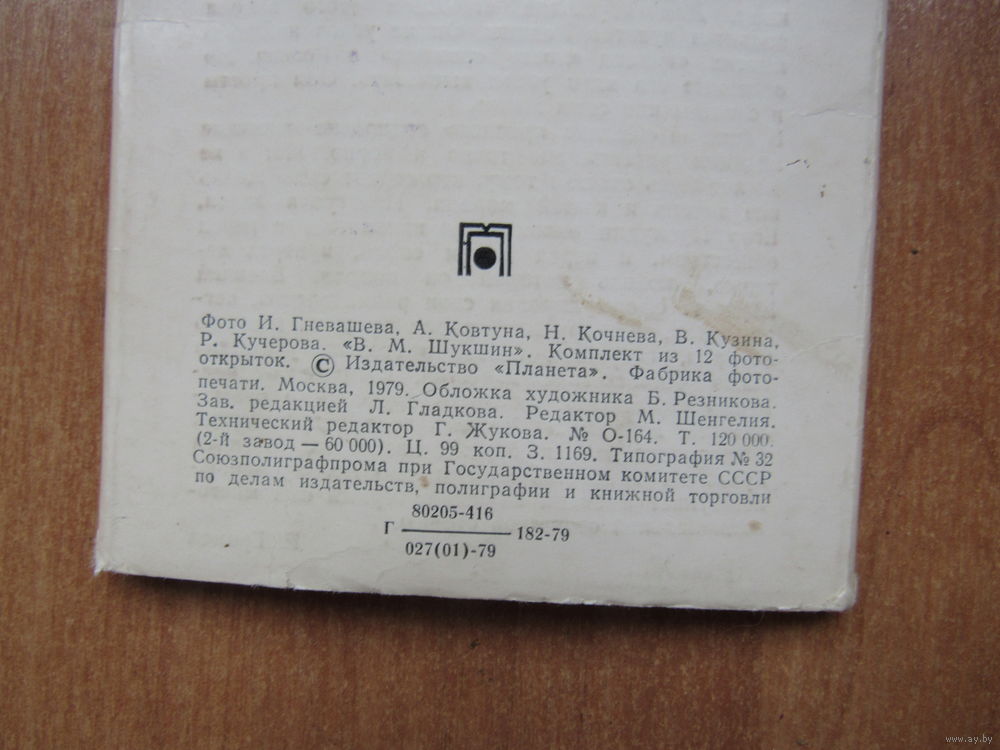 Фото И. Гневашева, А. Ковтуна, Н. Кочнева, В. Кузина,
Р. Кучерова. «В. М. Шукшин». Комплект из 12 фото-
открыток. © Издательство «Планета». Фабрика фото-
печати. Москва, 1979. Обложка художника Б. Резникова.
Зав. редакцией Л. Гладкова. Редактор М. Шенгелия.
Технический редактор Г. Жукова. № О-164. Т. 120 000.
(2-й завод — 60 000). Ц. 99 коп. З. 1169. Типография № 32
Союзполиграфпрома при Государственном комитете СССР
по делам издательств, полиграфии и книжной торговли
80205-416
Г ——— 182-79
027(01)-79
www.ay.by